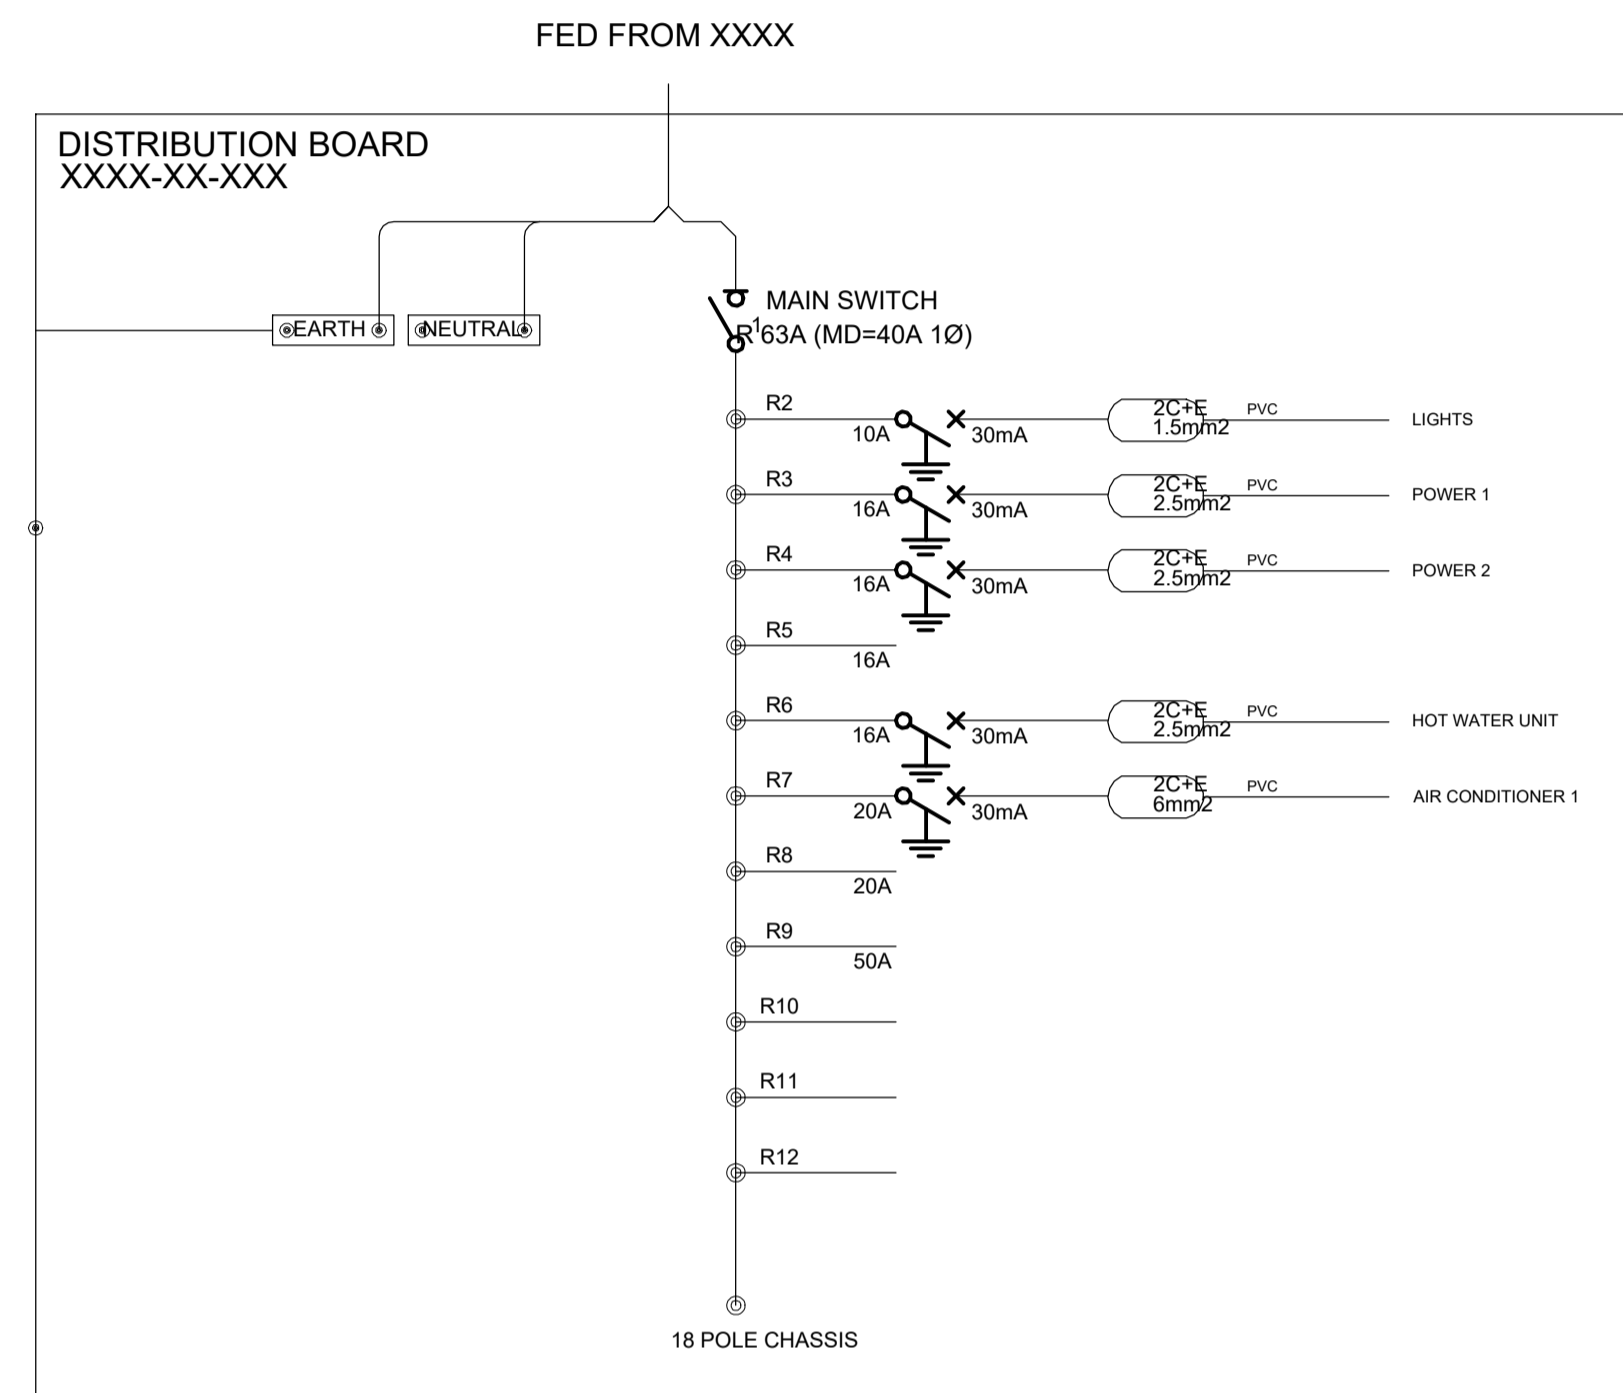 FED FROM XXXX
DISTRIBUTION BOARD
XXXX-XX-XXX
MAIN SWITCH
EARTH
NEUTRAL
R1
63A (MD=40A 1Ø)
R2
10A
30mA
2C+E
1.5mm2
PVC
LIGHTS
R3
16A
30mA
2C+E
2.5mm2
PVC
POWER 1
R4
16A
30mA
2C+E
2.5mm2
PVC
POWER 2
R5
16A
R6
16A
30mA
2C+E
2.5mm2
PVC
HOT WATER UNIT
R7
20A
30mA
2C+E
6mm2
PVC
AIR CONDITIONER 1
R8
20A
R9
50A
R10
R11
R12
18 POLE CHASSIS